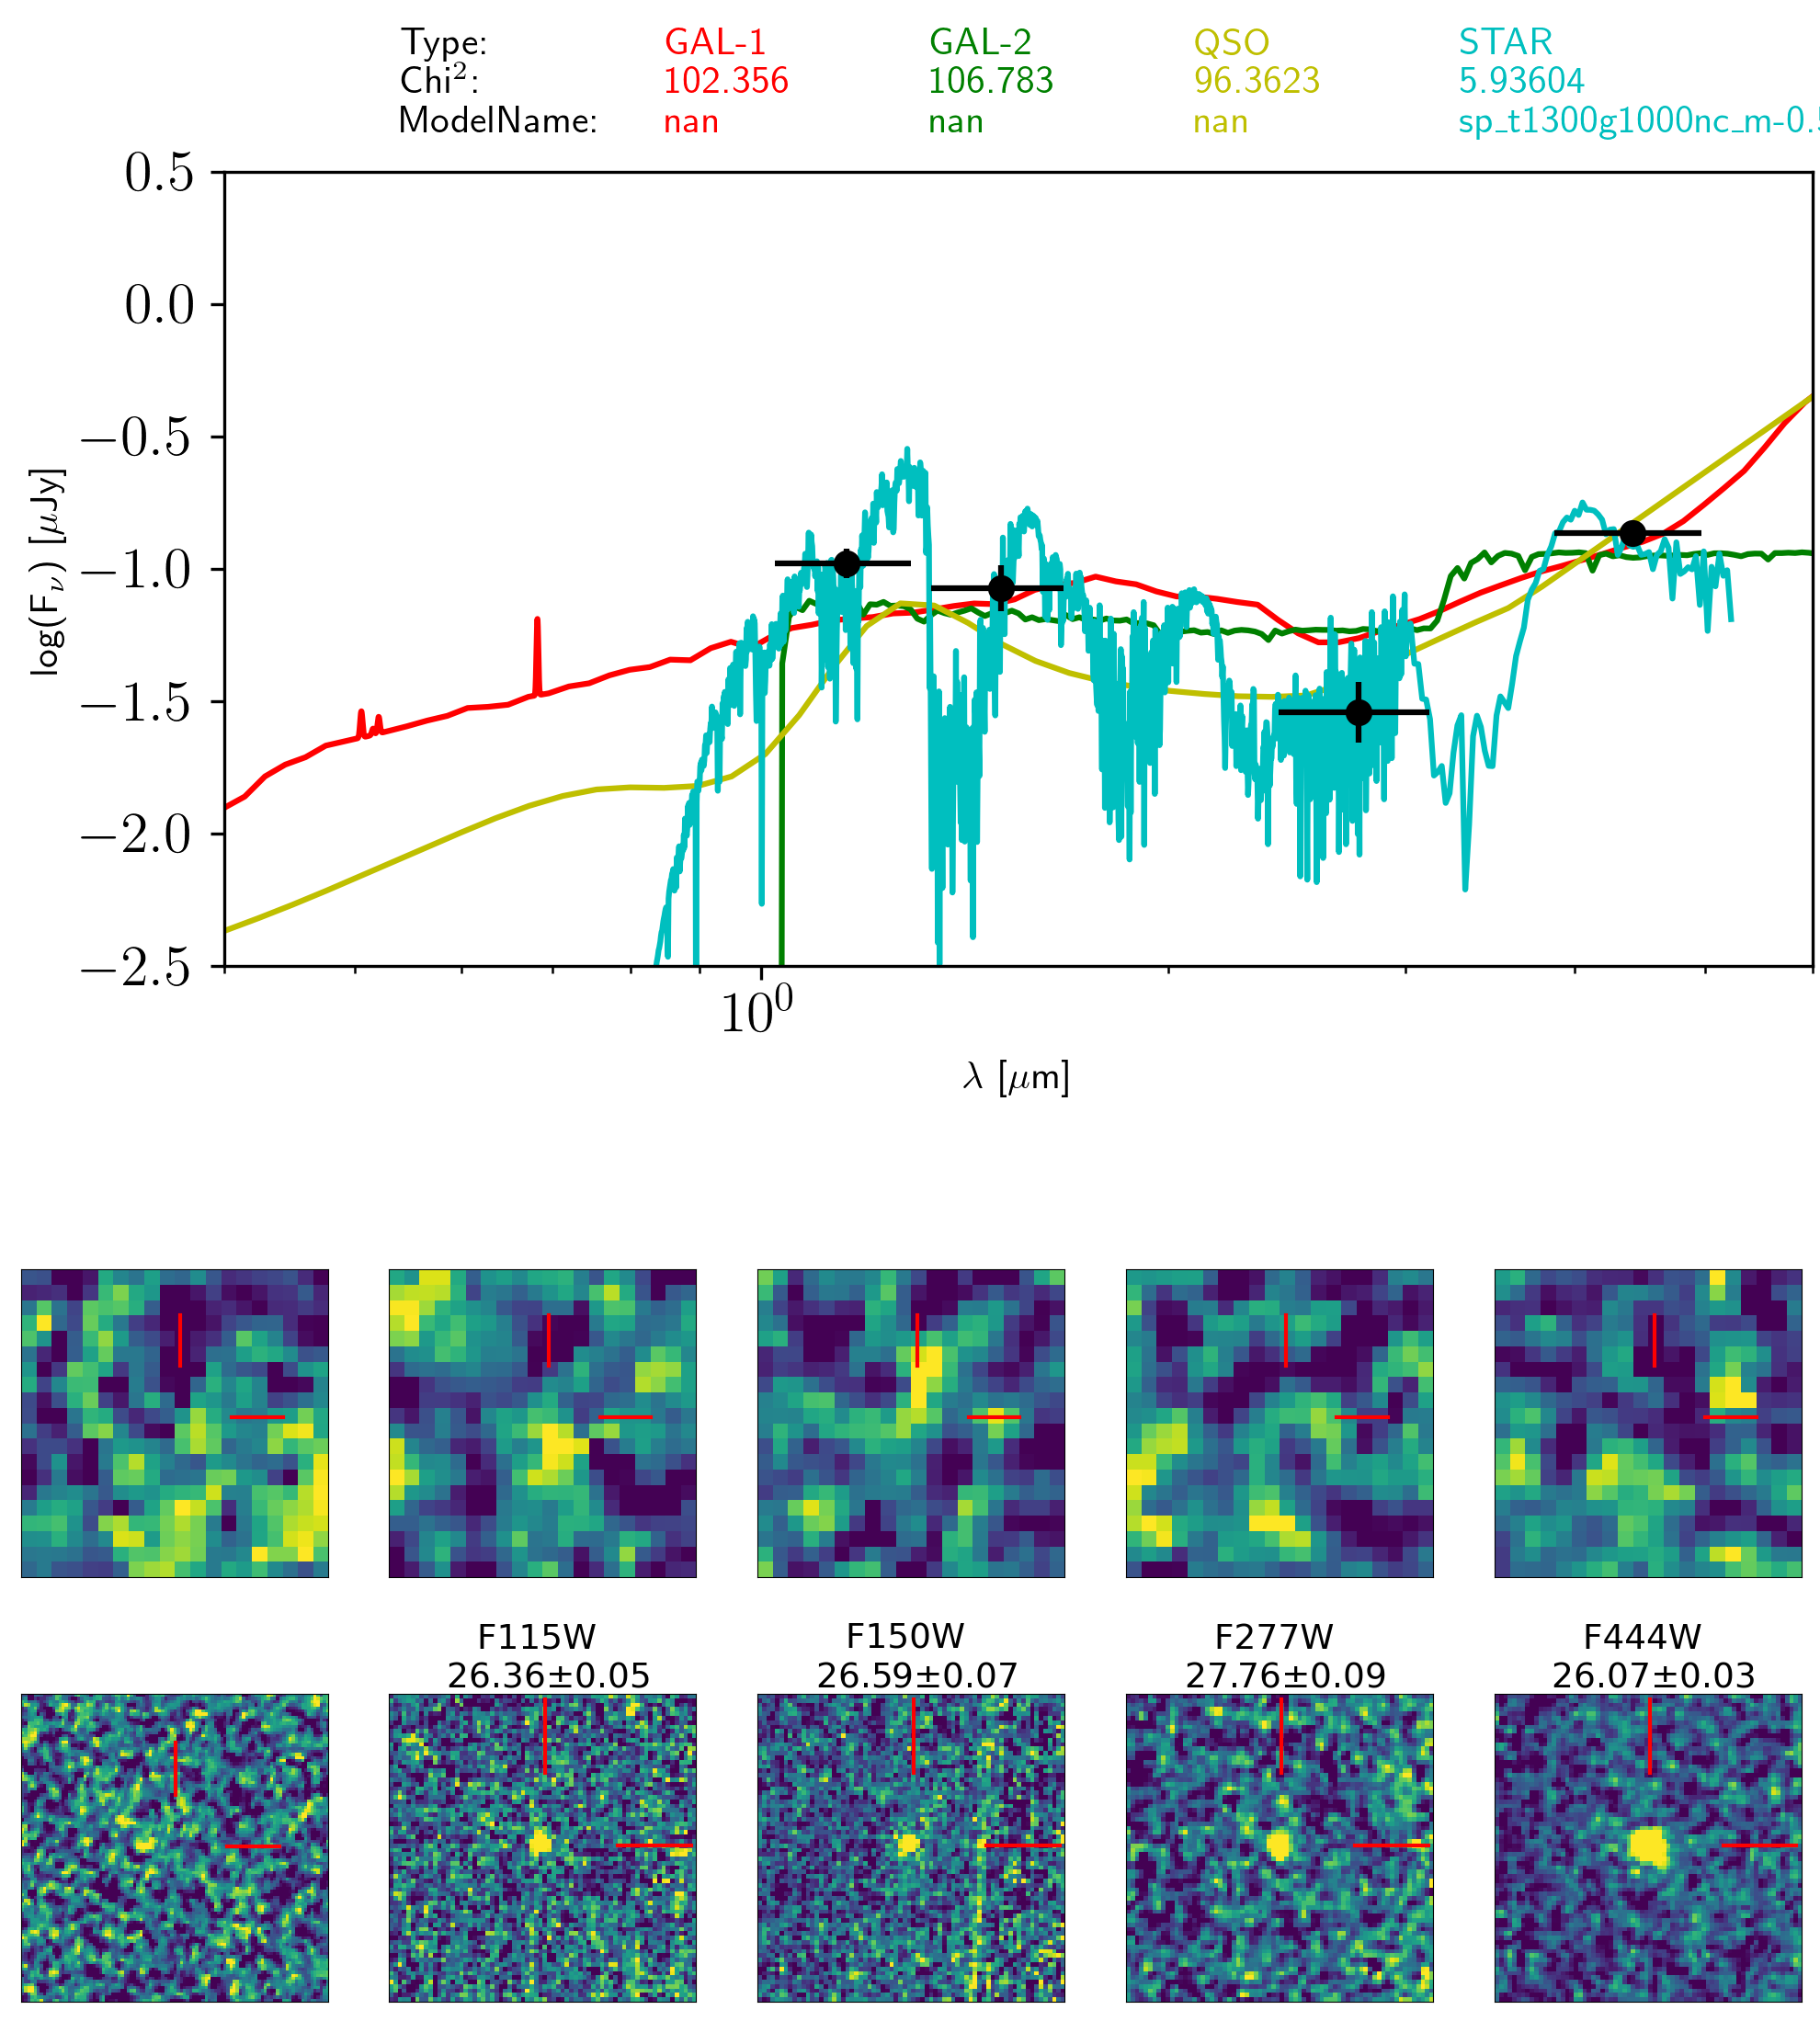 Type: GAL-1 GAL-2 QSO STAR
Chi²: 102.356 106.783 96.3623 5.93604
ModelName: nan nan nan sp_t1300g1000nc_m-0.5
0.5
0.0
−0.5
−1.0
−1.5
−2.0
−2.5
log(Fν) [μJy]
10⁰
λ [μm]
F115W F150W F277W F444W
26.36±0.05 26.59±0.07 27.76±0.09 26.07±0.03